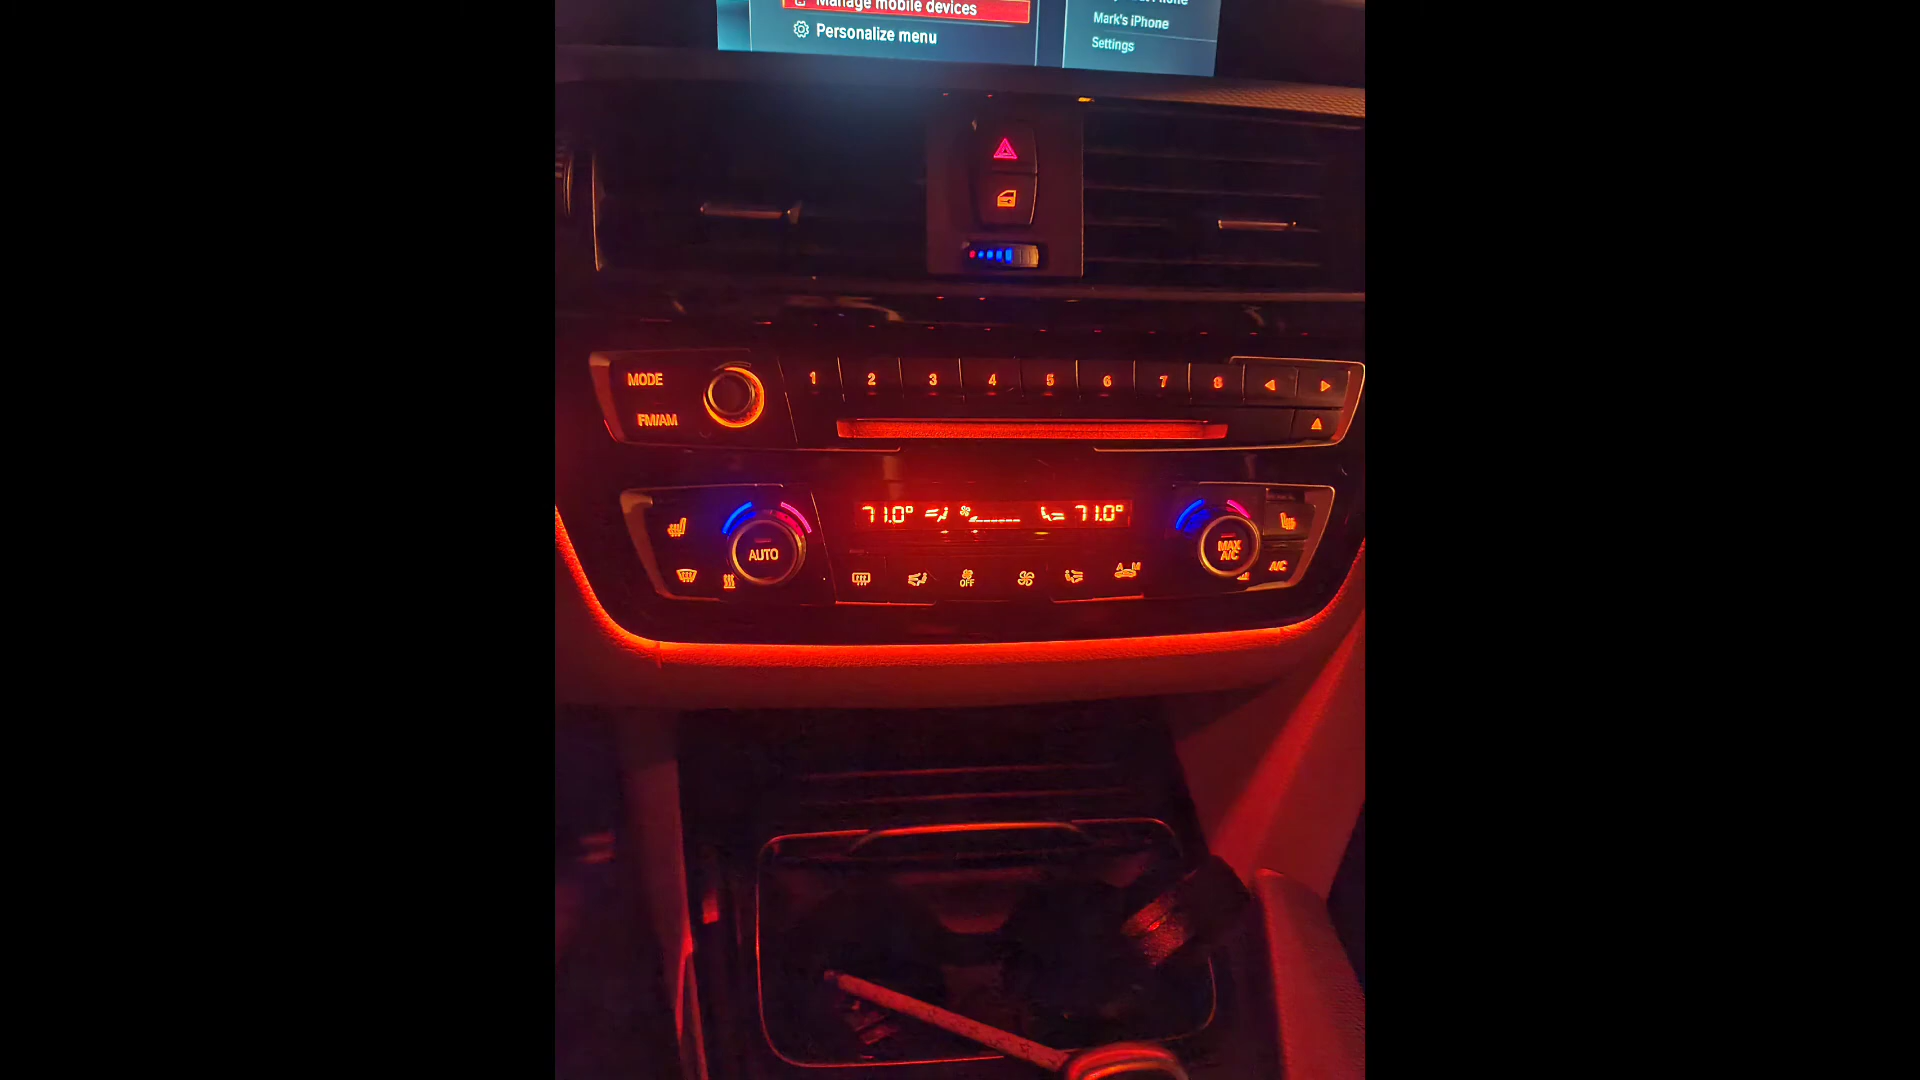 Manage mobile devices
Personalize menu
Mark's iPhone
Settings
MODE
1 2 3 4 5 6 7 8
FM/AM
71.0° 71.0°
AUTO
MAX
A/C
A/C
OFF
A M